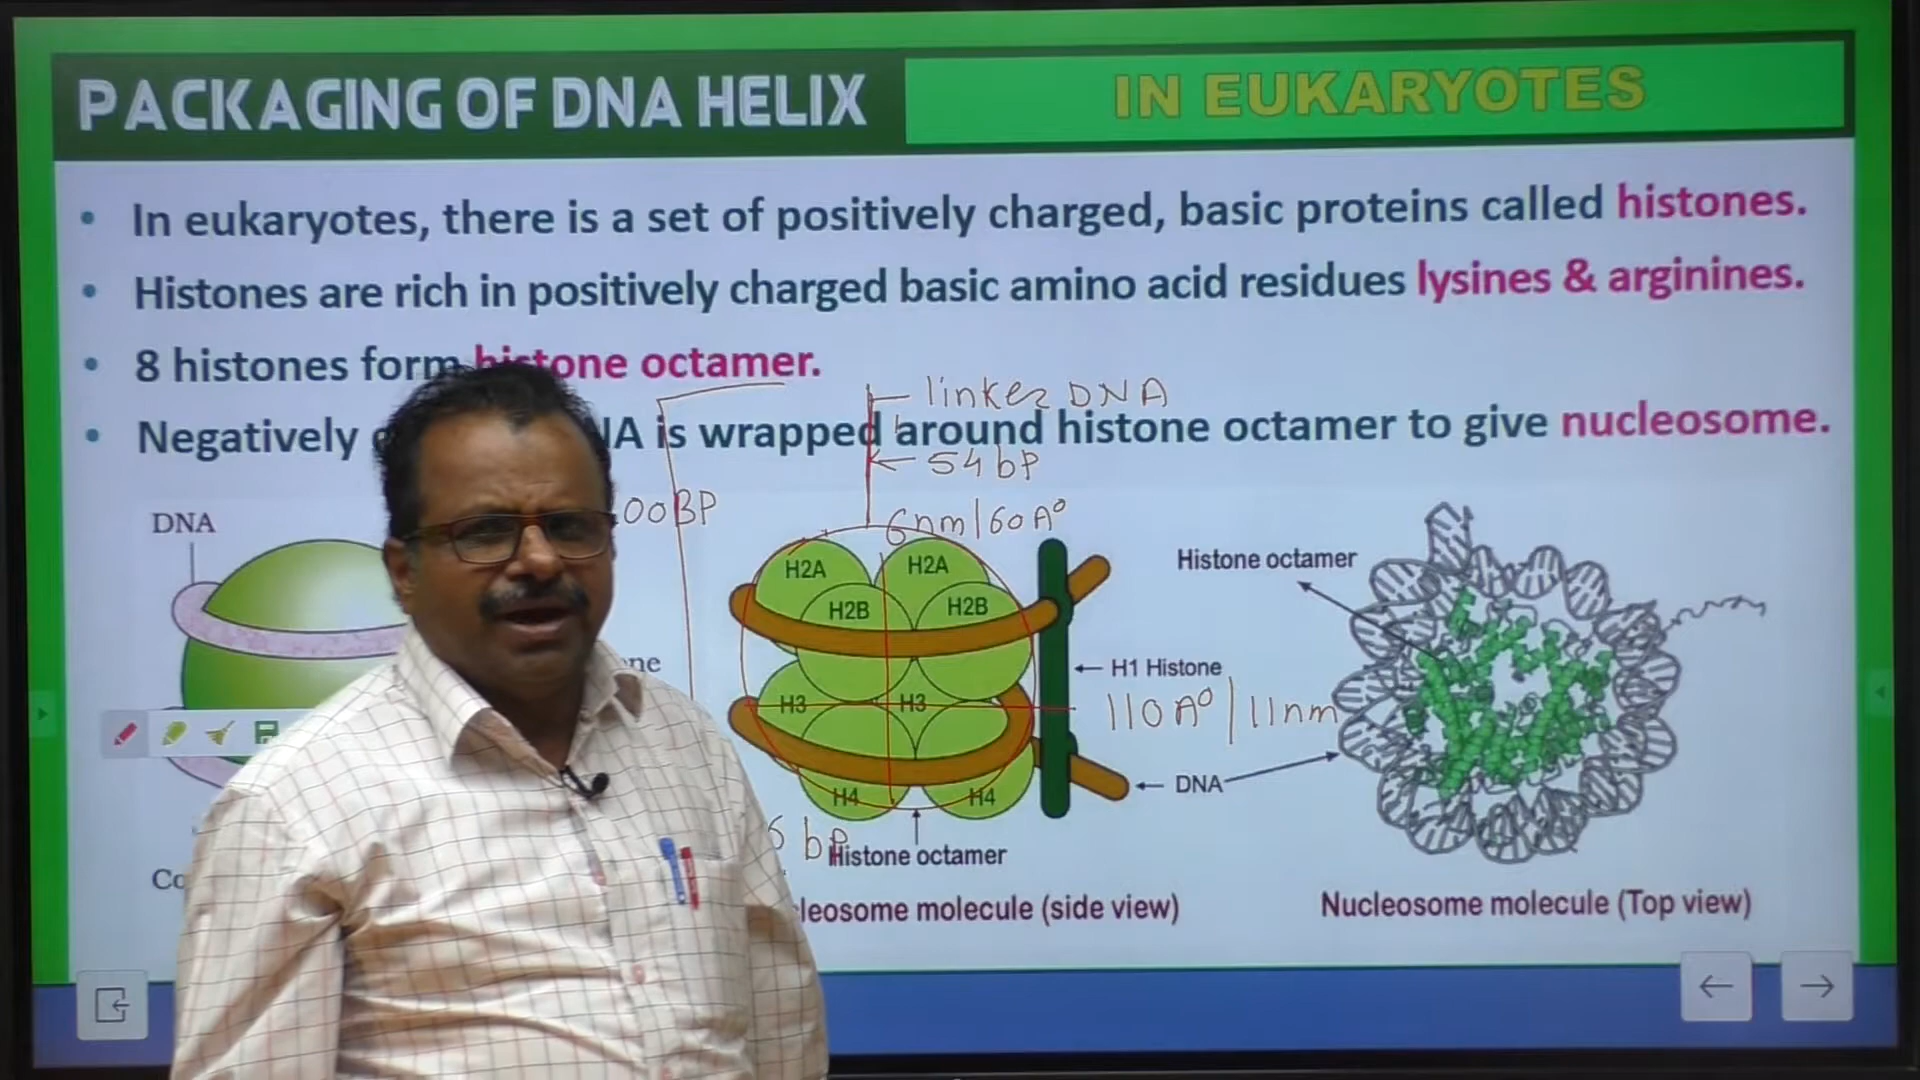 PACKAGING OF DNA HELIX
IN EUKARYOTES
• In eukaryotes, there is a set of positively charged, basic proteins called histones.
• Histones are rich in positively charged basic amino acid residues lysines & arginines.
• 8 histones form histone octamer.
linker DNA
• Negatively is wrapped around histone octamer to give nucleosome.
54 bp
00BP
6nm/60A°
DNA
H2A
H2A
H2B
H2B
Histone octamer
H1 Histone
H3
H3
110A°/11nm
DNA
H4
H4
6 bp
Histone octamer
molecule (side view)
Nucleosome molecule (Top view)